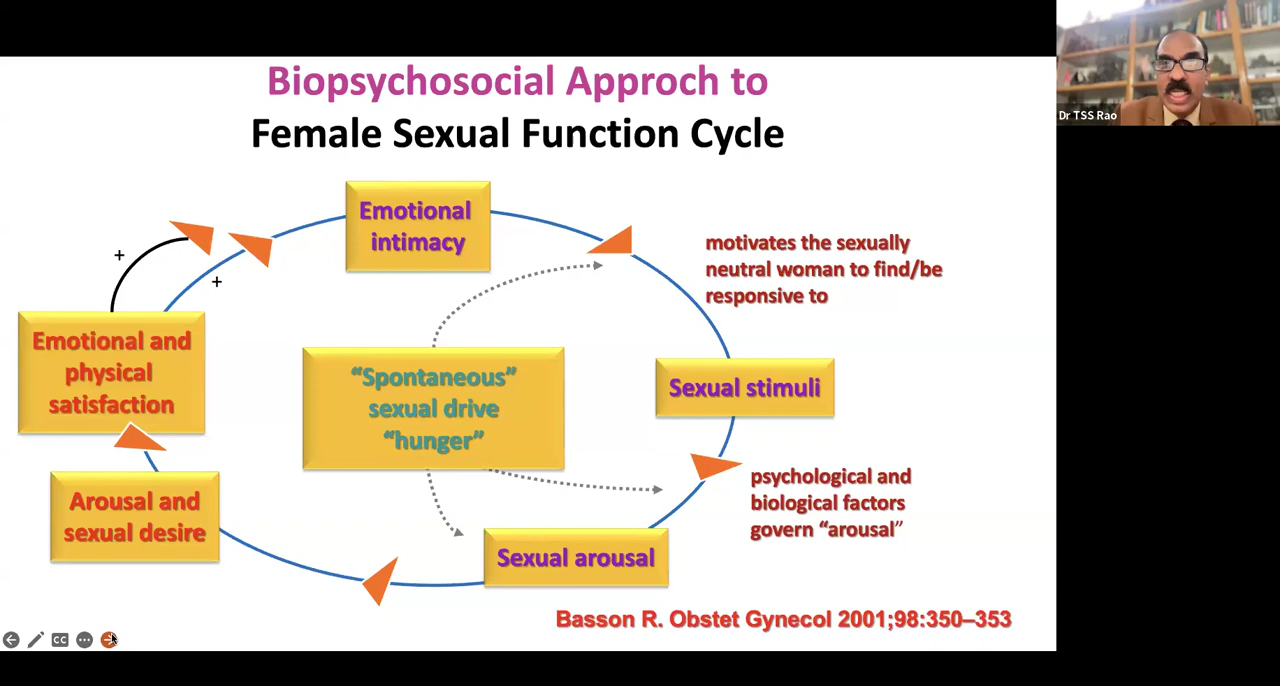 Biopsychosocial Approch to
Female Sexual Function Cycle
Dr TSS Rao
Emotional
intimacy
motivates the sexually
neutral woman to find/be
responsive to
+
+
Emotional and
physical
satisfaction
“Spontaneous”
sexual drive
“hunger”
Sexual stimuli
psychological and
biological factors
govern “arousal”
Arousal and
sexual desire
Sexual arousal
Basson R. Obstet Gynecol 2001;98:350–353
CC